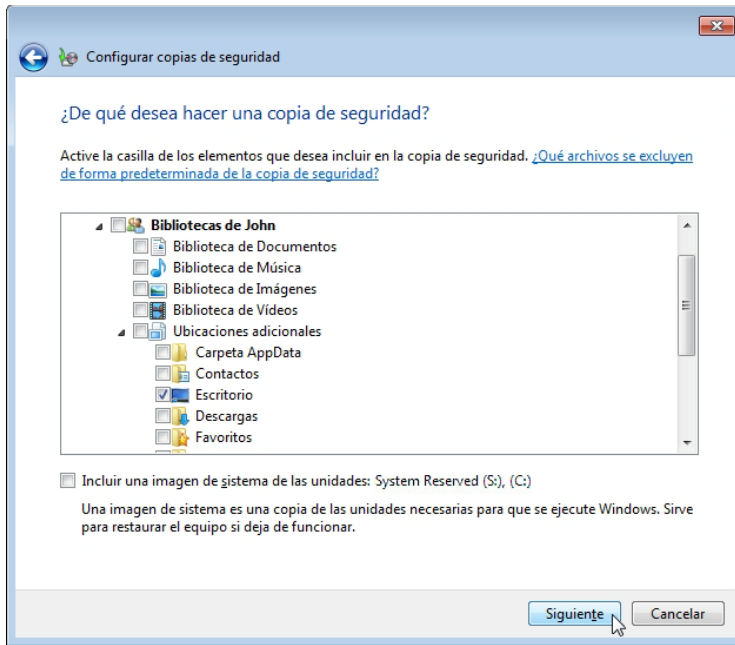 Configurar copias de seguridad
¿De qué desea hacer una copia de seguridad?
Active la casilla de los elementos que desea incluir en la copia de seguridad. ¿Qué archivos se excluyen
de forma predeterminada de la copia de seguridad?
Bibliotecas de John
Biblioteca de Documentos
Biblioteca de Música
Biblioteca de Imágenes
Biblioteca de Vídeos
Ubicaciones adicionales
Carpeta AppData
Contactos
Escritorio
Descargas
Favoritos
Incluir una imagen de sistema de las unidades: System Reserved (S:), (C:)
Una imagen de sistema es una copia de las unidades necesarias para que se ejecute Windows. Sirve
para restaurar el equipo si deja de funcionar.
Siguiente Cancelar